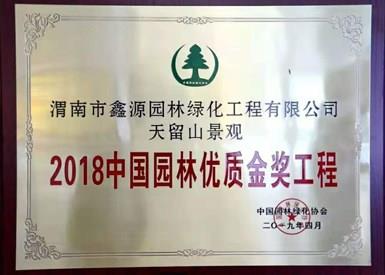 渭南市鑫源园林绿化工程有限公司
天留山景观
2018中国园林优质金奖工程
中国园林绿化协会
二〇一九年四月